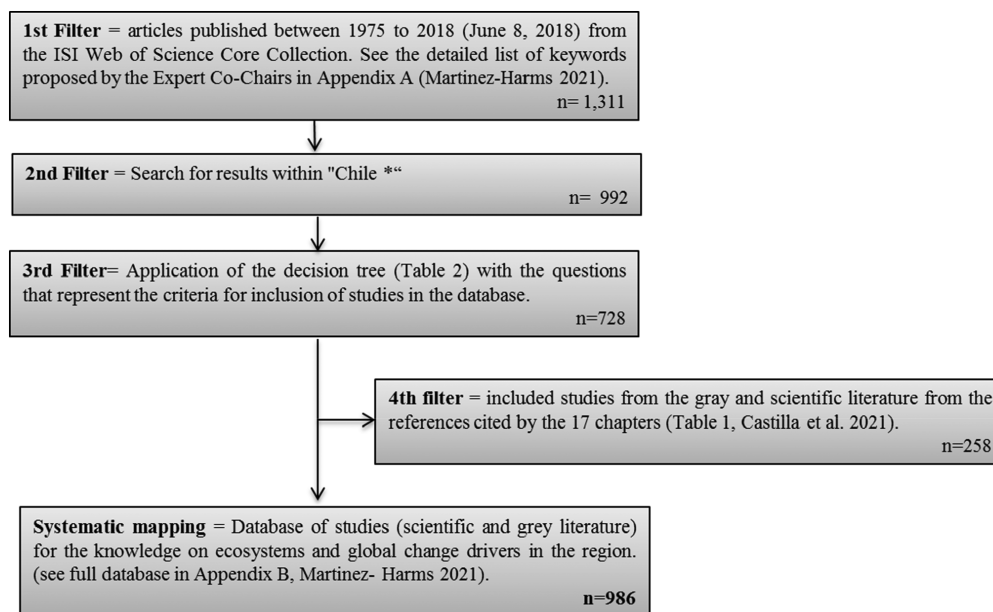 1st Filter = articles published between 1975 to 2018 (June 8, 2018) from
the ISI Web of Science Core Collection. See the detailed list of keywords
proposed by the Expert Co-Chairs in Appendix A (Martinez-Harms 2021).
n= 1,311
2nd Filter = Search for results within "Chile *“
n= 992
3rd Filter= Application of the decision tree (Table 2) with the questions
that represent the criteria for inclusion of studies in the database.
n=728
4th filter = included studies from the gray and scientific literature from the
references cited by the 17 chapters (Table 1, Castilla et al. 2021).
n=258
Systematic mapping = Database of studies (scientific and grey literature)
for the knowledge on ecosystems and global change drivers in the region.
(see full database in Appendix B, Martinez- Harms 2021).
n=986